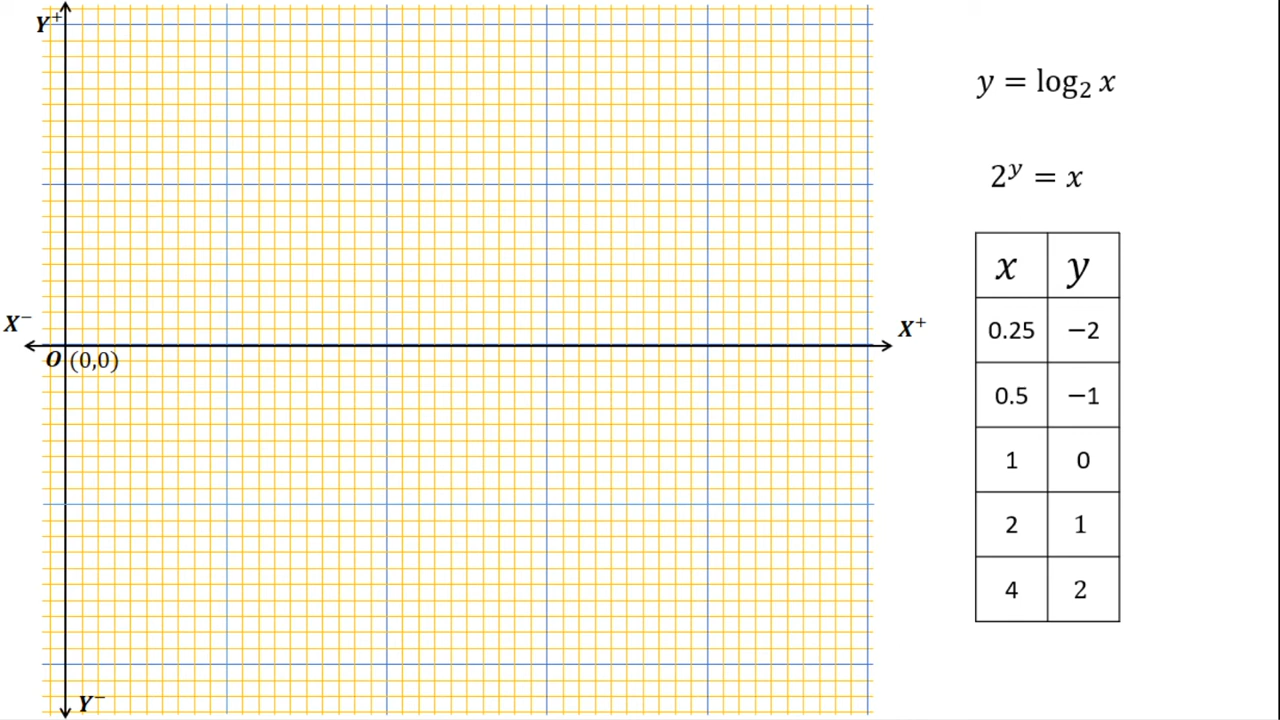 Y⁺
y = log₂ x
2ʸ = x
x y
X⁻ X⁺
0.25 −2
O (0,0)
0.5 −1
1 0
2 1
4 2
Y⁻